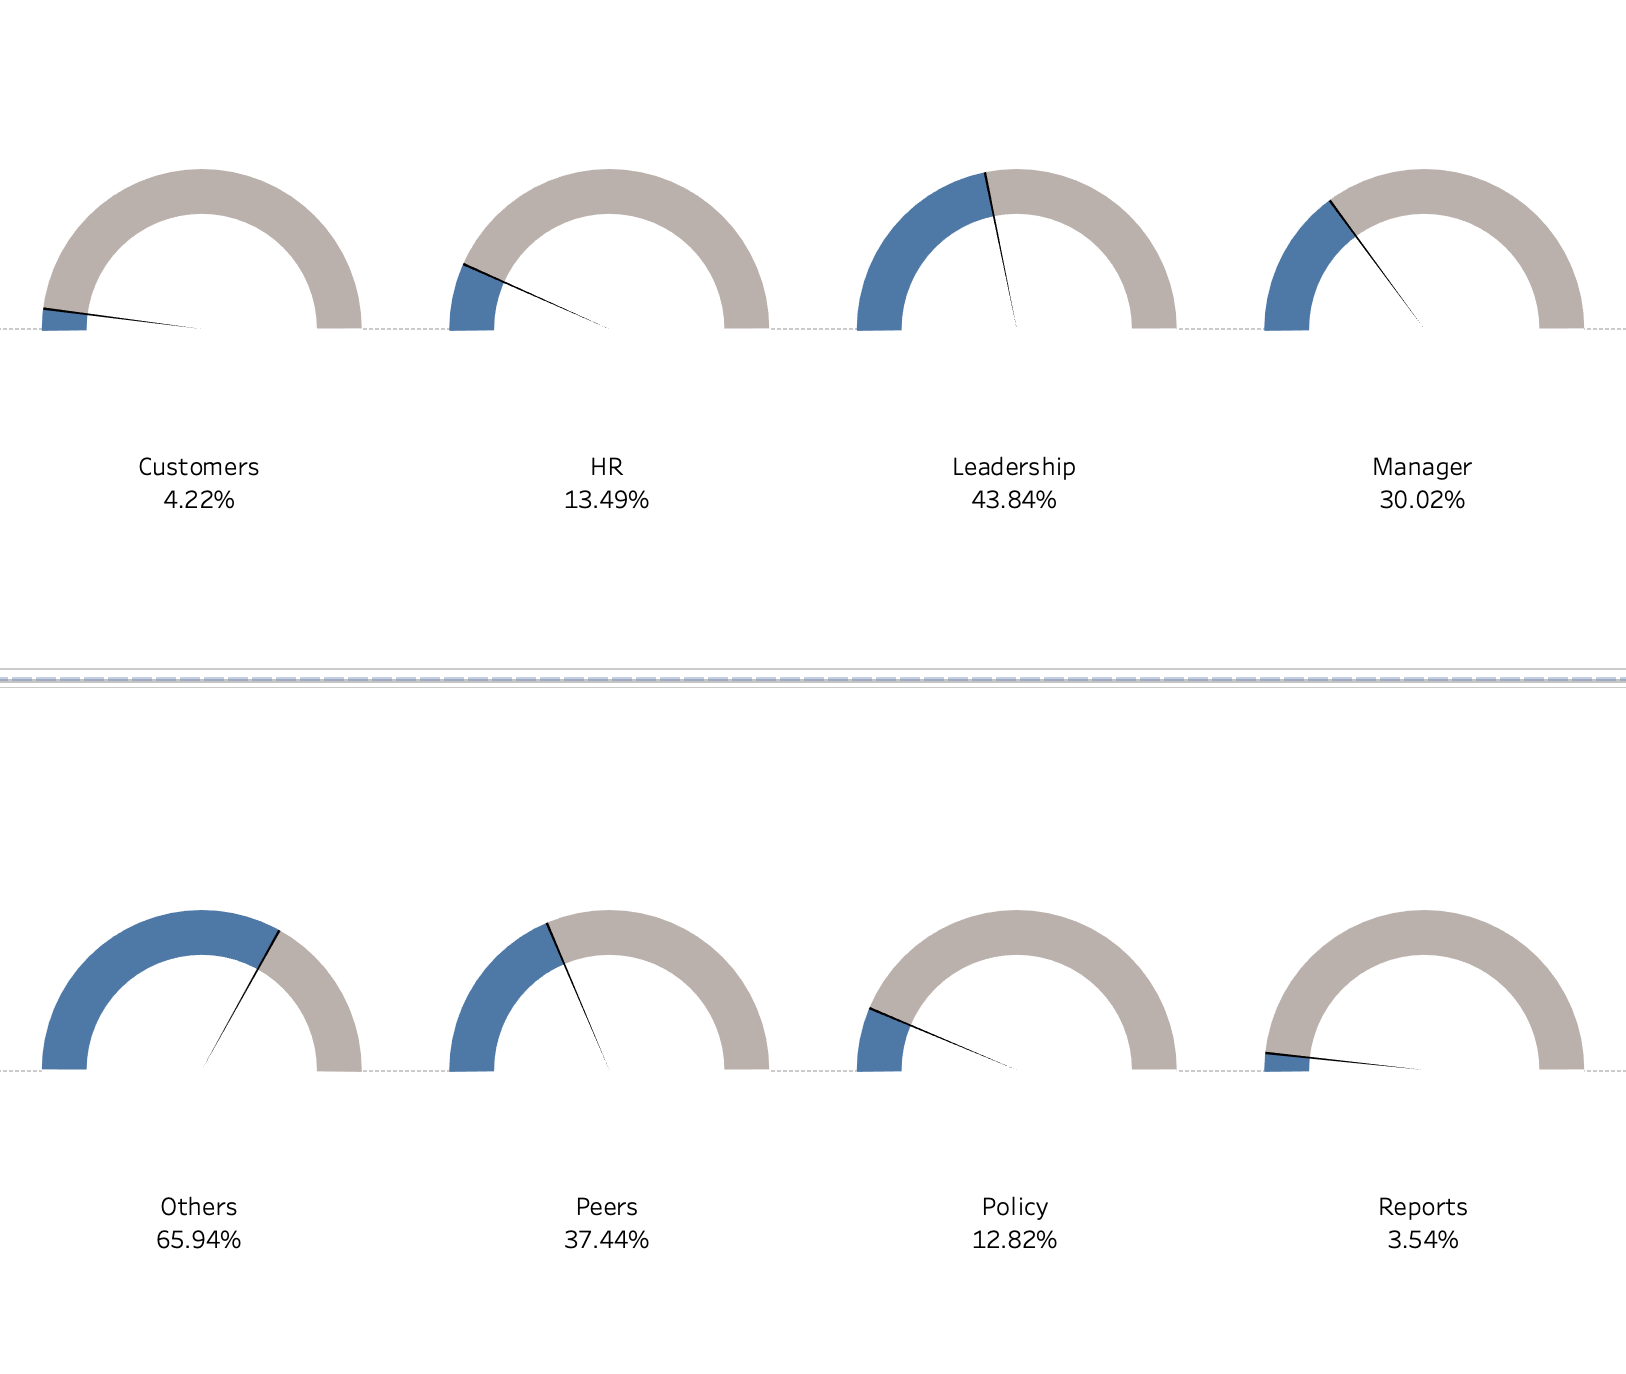 Customers
4.22%
HR
13.49%
Leadership
43.84%
Manager
30.02%
Others
65.94%
Peers
37.44%
Policy
12.82%
Reports
3.54%